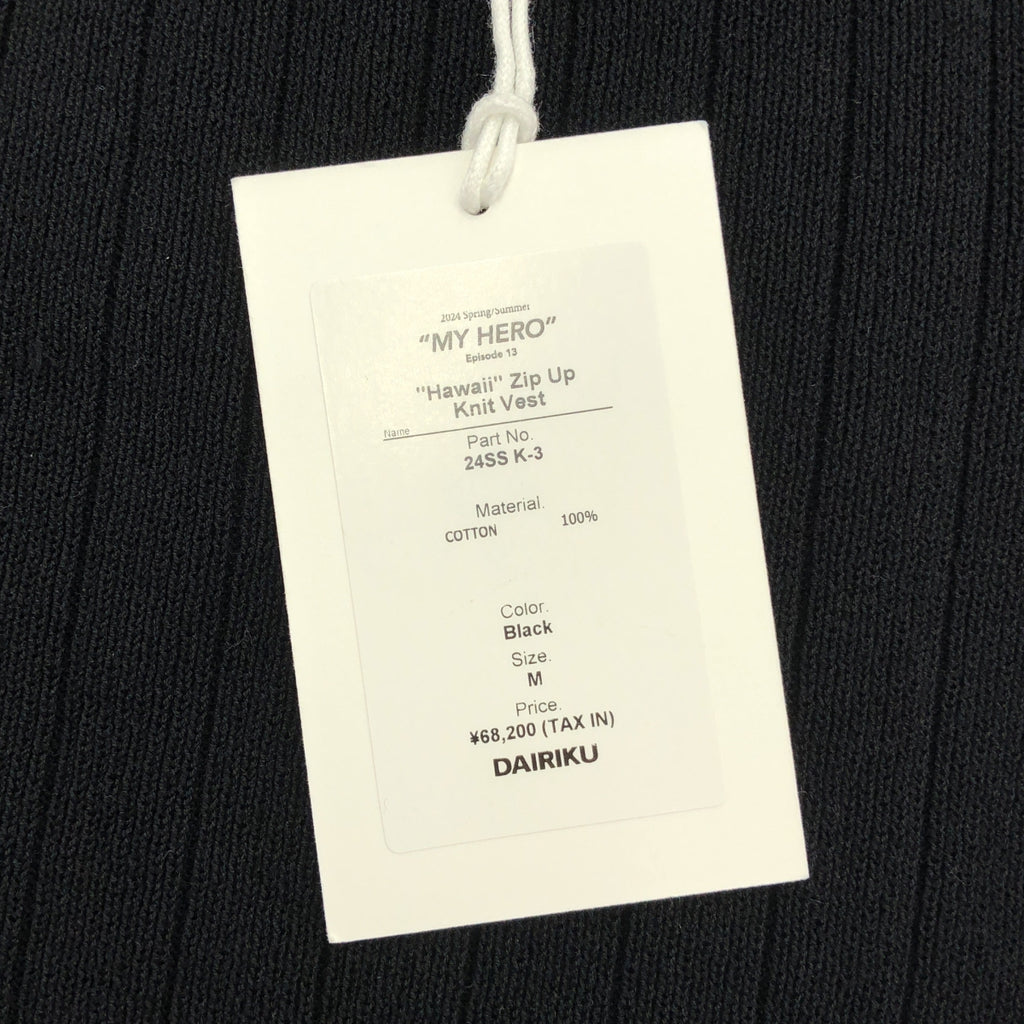 2024 Spring/Summer
“MY HERO”
Episode 13
"Hawaii" Zip Up
Knit Vest
Name
Part No.
24SS K-3
Material.
COTTON 100%
Color.
Black
Size.
M
Price.
¥68,200 (TAX IN)
DAIRIKU